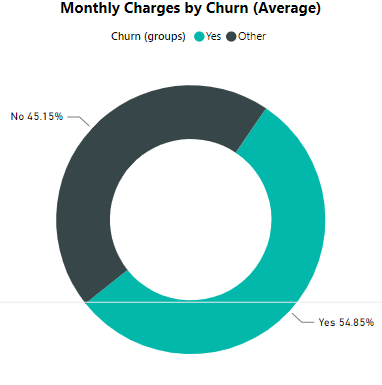 Monthly Charges by Churn (Average)
Churn (groups) Yes Other
No 45.15%
Yes 54.85%